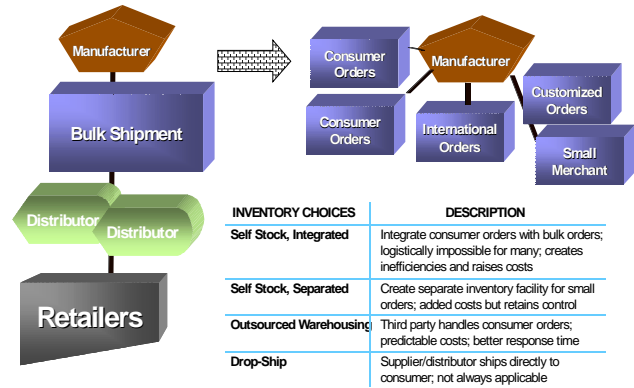 Manufacturer
Bulk Shipment
Distributor
Distributor
Retailers
Consumer
Orders
Manufacturer
Consumer
Orders
International
Orders
Customized
Orders
Small
Merchant
INVENTORY CHOICES DESCRIPTION
Self Stock, Integrated Integrate consumer orders with bulk orders;
logistically impossible for many; creates
inefficiencies and raises costs
Self Stock, Separated Create separate inventory facility for small
orders; added costs but retains control
Outsourced Warehousing Third party handles consumer orders;
predictable costs; better response time
Drop-Ship Supplier/distributor ships directly to
consumer; not always applicable